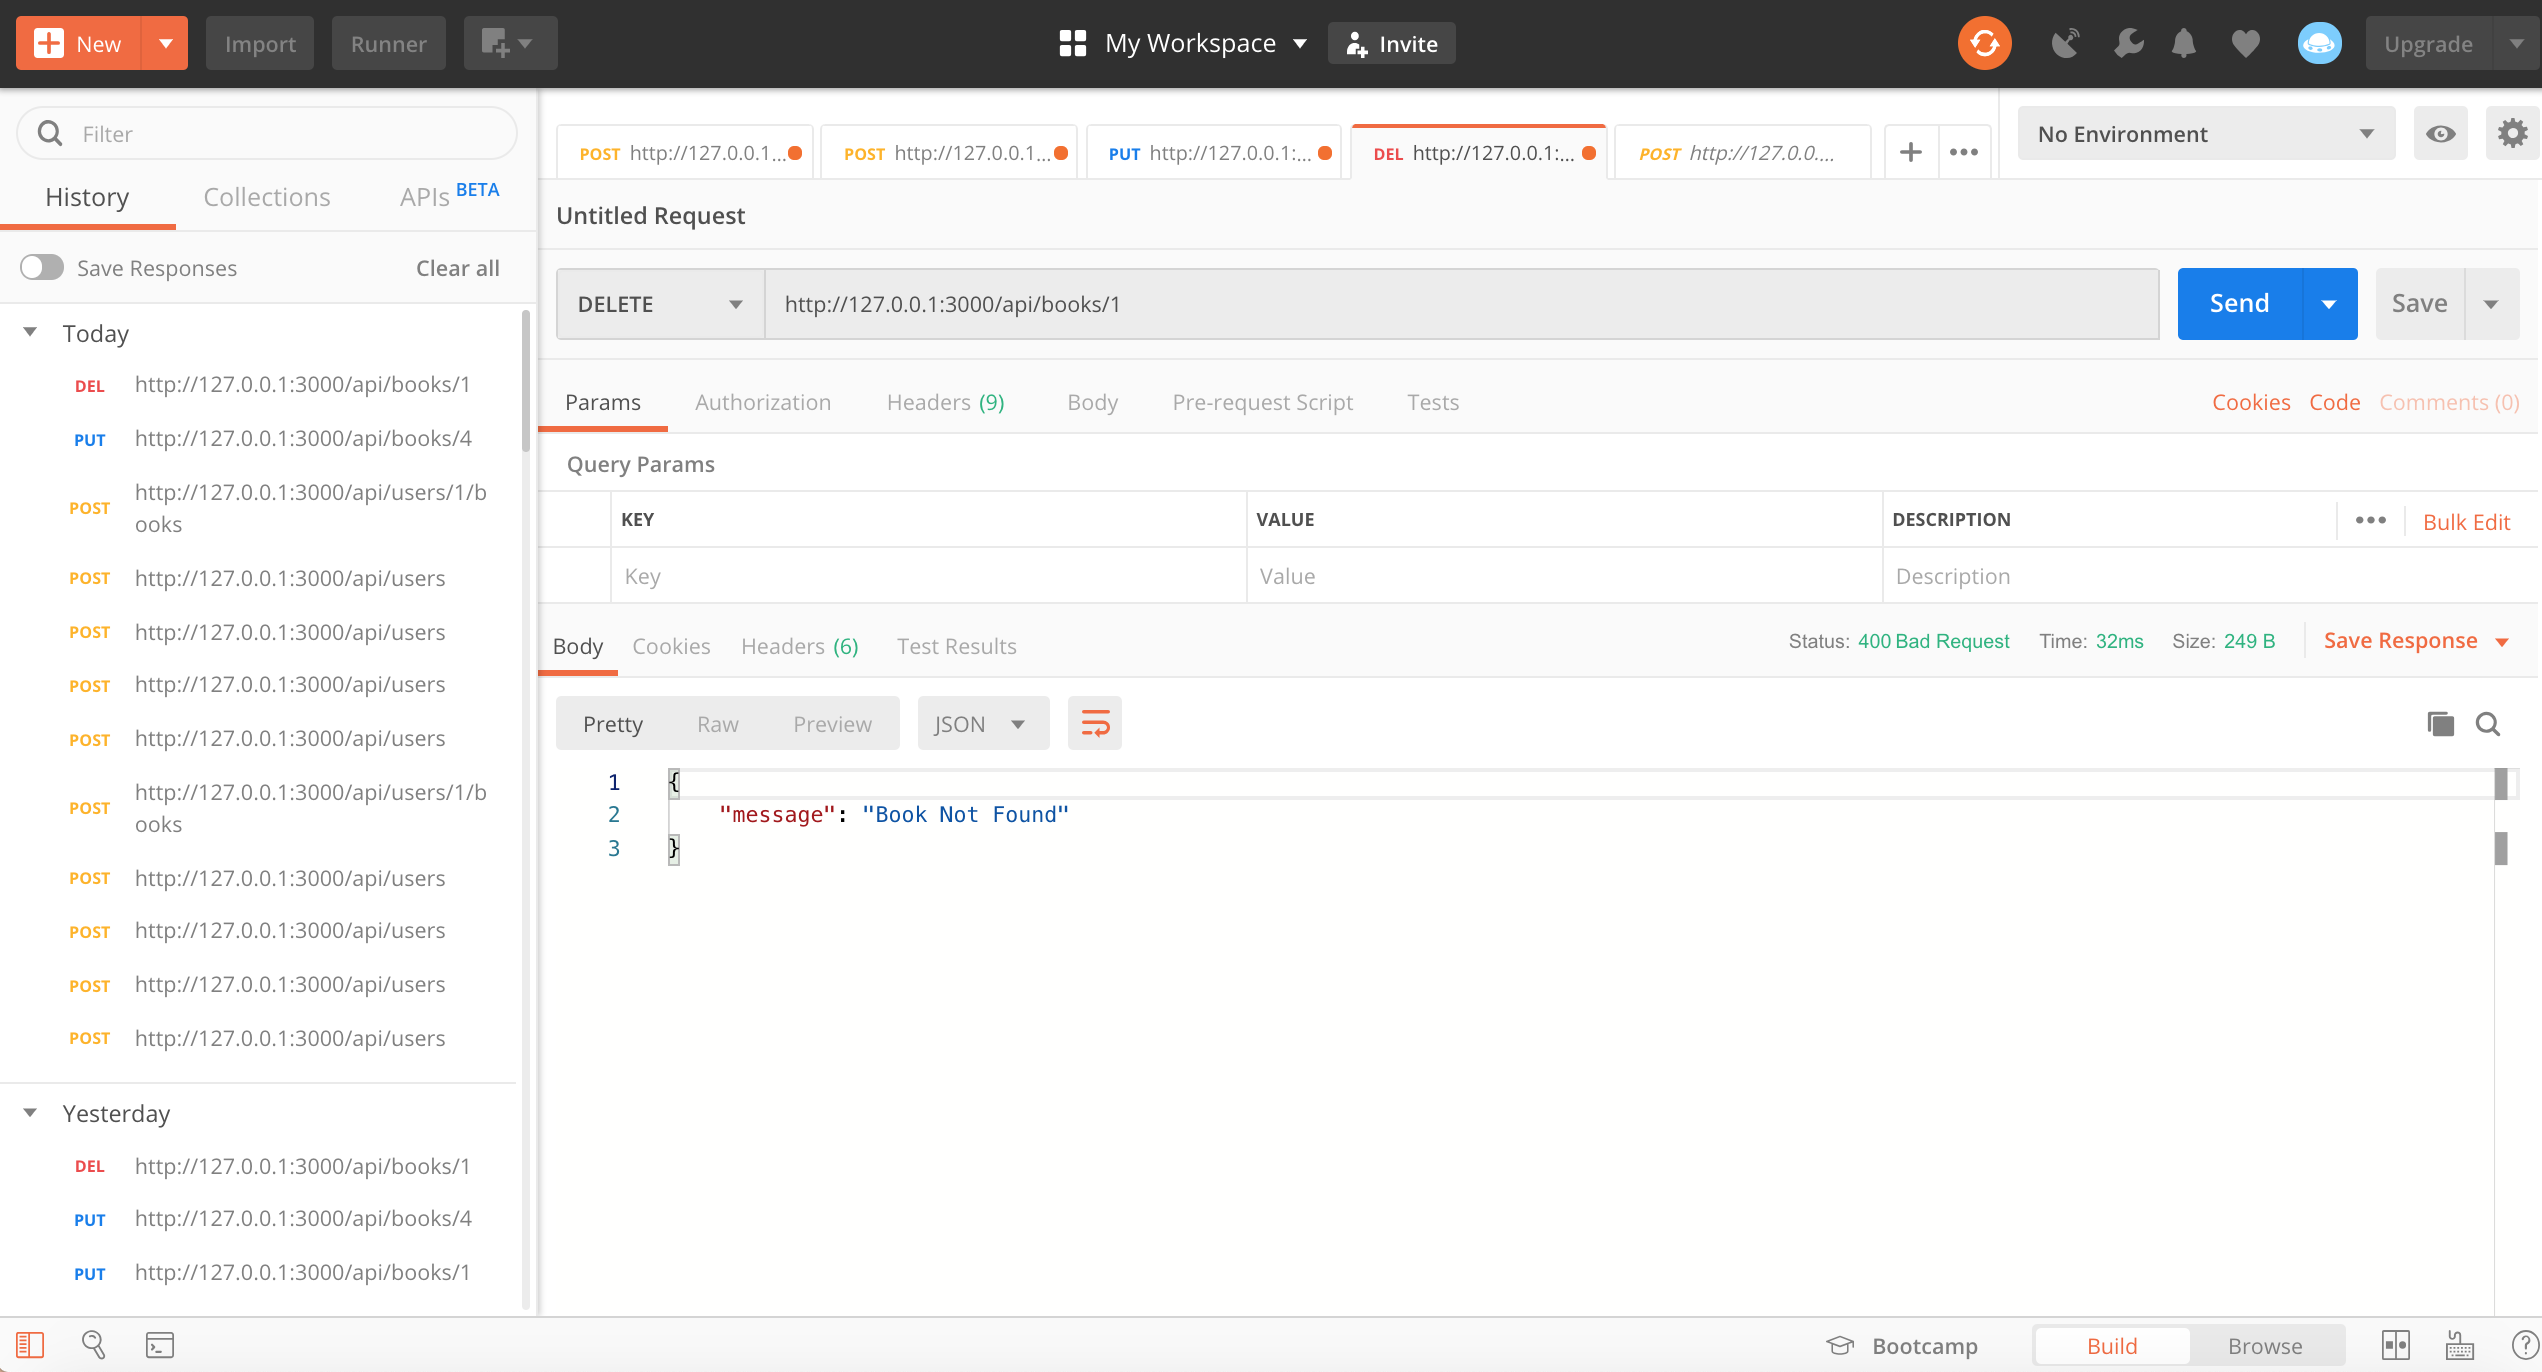 New
Import
Runner
My Workspace
Invite
Upgrade
Filter
History
Collections
APIs BETA
Save Responses
Clear all
Today
DEL http://127.0.0.1:3000/api/books/1
PUT http://127.0.0.1:3000/api/books/4
POST http://127.0.0.1:3000/api/users/1/b
ooks
POST http://127.0.0.1:3000/api/users
POST http://127.0.0.1:3000/api/users
POST http://127.0.0.1:3000/api/users
POST http://127.0.0.1:3000/api/users
POST http://127.0.0.1:3000/api/users/1/b
ooks
POST http://127.0.0.1:3000/api/users
POST http://127.0.0.1:3000/api/users
POST http://127.0.0.1:3000/api/users
POST http://127.0.0.1:3000/api/users
Yesterday
DEL http://127.0.0.1:3000/api/books/1
PUT http://127.0.0.1:3000/api/books/4
PUT http://127.0.0.1:3000/api/books/1
POST http://127.0.0.1...
POST http://127.0.0.1...
PUT http://127.0.0.1:...
DEL http://127.0.0.1:...
POST http://127.0.0....
No Environment
Untitled Request
DELETE
http://127.0.0.1:3000/api/books/1
Send
Save
Params
Authorization
Headers (9)
Body
Pre-request Script
Tests
Cookies
Code
Comments (0)
Query Params
KEY
VALUE
DESCRIPTION
Bulk Edit
Key
Value
Description
Body
Cookies
Headers (6)
Test Results
Status: 400 Bad Request
Time: 32ms
Size: 249 B
Save Response
Pretty
Raw
Preview
JSON
1 {
2 "message": "Book Not Found"
3 }
Bootcamp
Build
Browse